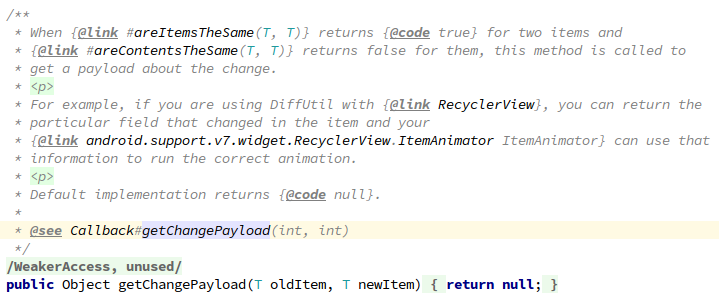 /**
 * When {@link #areItemsTheSame(T, T)} returns {@code true} for two items and
 * {@link #areContentsTheSame(T, T)} returns false for them, this method is called to
 * get a payload about the change.
 * <p>
 * For example, if you are using DiffUtil with {@link RecyclerView}, you can return the
 * particular field that changed in the item and your
 * {@link android.support.v7.widget.RecyclerView.ItemAnimator ItemAnimator} can use that
 * information to run the correct animation.
 * <p>
 * Default implementation returns {@code null}.
 *
 * @see Callback#getChangePayload(int, int)
 */
/WeakerAccess, unused/
public Object getChangePayload(T oldItem, T newItem) { return null; }